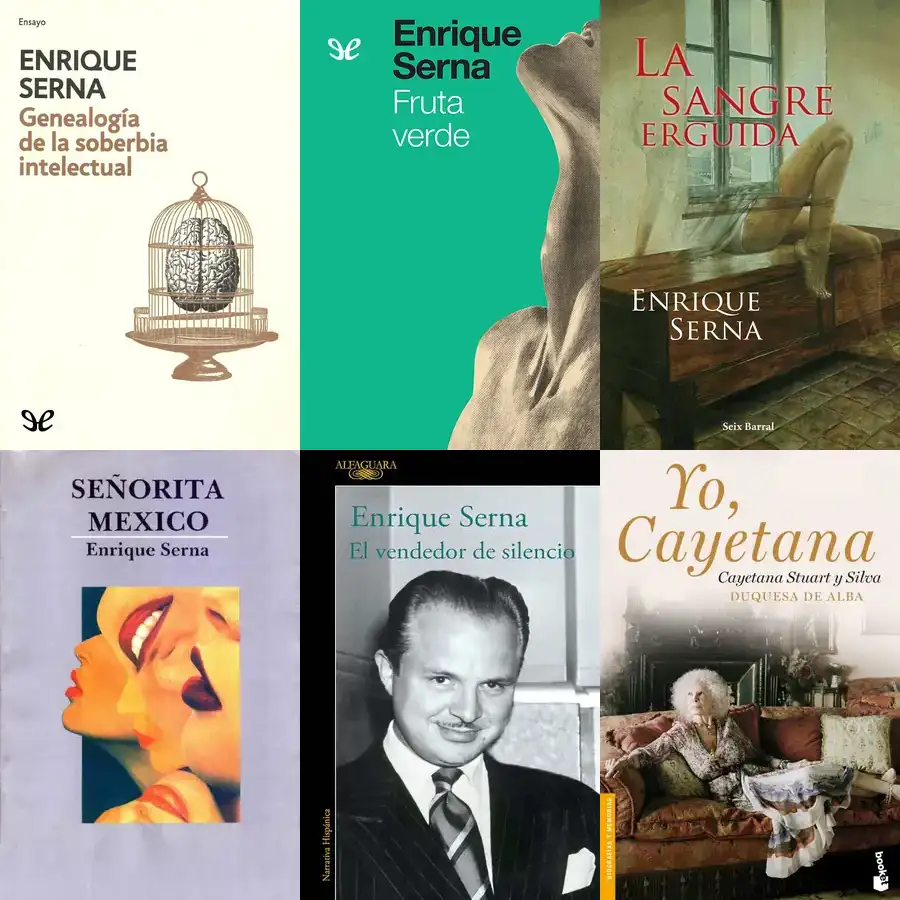 Ensayo
ENRIQUE
SERNA
Genealogía
de la soberbia
intelectual
Enrique
Serna
Fruta
verde
LA
SANGRE
ERGUIDA
ENRIQUE
SERNA
Seix Barral
SEÑORITA
MEXICO
Enrique Serna
ALFAGUARA
Enrique Serna
El vendedor de silencio
Narrativa Hispánica
Yo,
Cayetana
Cayetana Stuart y Silva
DUQUESA DE ALBA
BIOGRAFÍAS Y MEMORIAS
booket